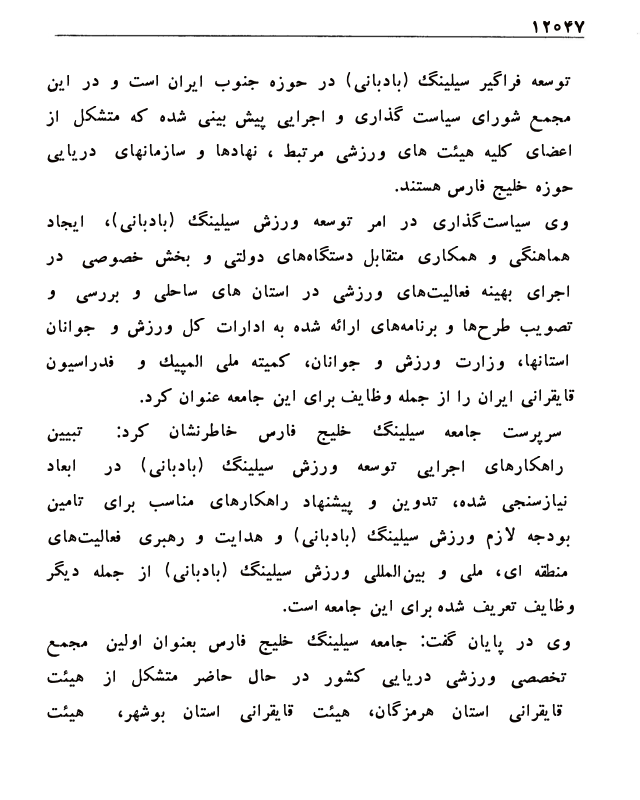 ۱۲۰۴۷
توسعه فراگیر سیلینگ (بادبانی) در حوزه جنوب ایران است و در این
مجمع شورای سیاست گذاری و اجرایی پیش بینی شده که متشکل از
اعضای کلیه هیئت های ورزشی مرتبط ، نهادها و سازمانهای دریایی
حوزه خلیج فارس هستند.
وی سیاست‌گذاری در امر توسعه ورزش سیلینگ (بادبانی)، ایجاد
هماهنگی و همکاری متقابل دستگاه‌های دولتی و بخش خصوصی در
اجرای بهینه فعالیت‌های ورزشی در استان های ساحلی و بررسی و
تصویب طرح‌ها و برنامه‌های ارائه شده به ادارات کل ورزش و جوانان
استانها، وزارت ورزش و جوانان، کمیته ملی المپیک و فدراسیون
قایقرانی ایران را از جمله وظایف برای این جامعه عنوان کرد.
سرپرست جامعه سیلینگ خلیج فارس خاطرنشان کرد: تبیین
راهکارهای اجرایی توسعه ورزش سیلینگ (بادبانی) در ابعاد
نیازسنجی شده، تدوین و پیشنهاد راهکارهای مناسب برای تامین
بودجه لازم ورزش سیلینگ (بادبانی) و هدایت و رهبری فعالیت‌های
منطقه ای، ملی و بین‌المللی ورزش سیلینگ (بادبانی) از جمله دیگر
وظایف تعریف شده برای این جامعه است.
وی در پایان گفت: جامعه سیلینگ خلیج فارس بعنوان اولین مجمع
تخصصی ورزشی دریایی کشور در حال حاضر متشکل از هیئت
قایقرانی استان هرمزگان، هیئت قایقرانی استان بوشهر، هیئت